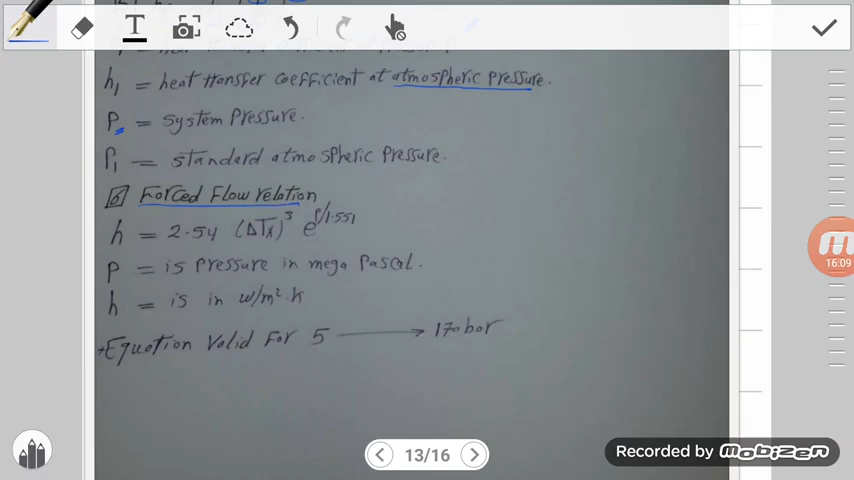 T
h₁ = heat transfer coefficient at atmospheric pressure.
P = system pressure.
P₁ = standard atmospheric pressure.
6 Forced Flow relation
h = 2.54 (ΔTx)³ e^P/1.551
P = is pressure in mega Pascal.
h = is in w/m².k
*Equation Valid For 5 → 170 bar
16:09
13/16
Recorded by mobizen